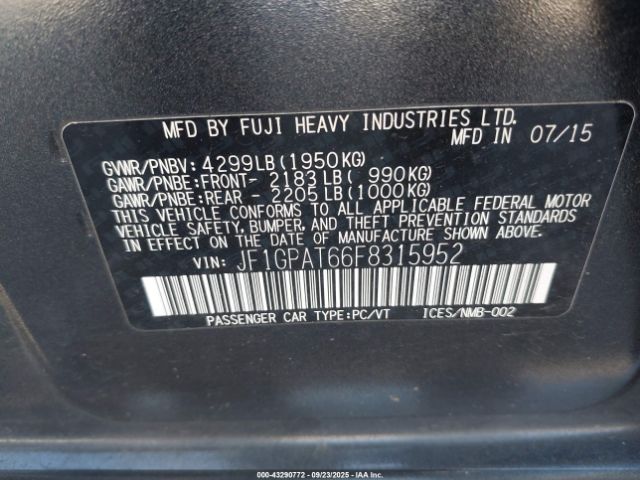 MFD BY FUJI HEAVY INDUSTRIES LTD.
MFD IN 07/15
GVWR/PNBV: 4299LB(1950KG)
GAWR/PNBE:FRONT- 2183LB( 990KG)
GAWR/PNBE:REAR - 2205LB(1000KG)
THIS VEHICLE CONFORMS TO ALL APPLICABLE FEDERAL MOTOR
VEHICLE SAFETY, BUMPER, AND THEFT PREVENTION STANDARDS
IN EFFECT ON THE DATE OF MANUFACTURE SHOWN ABOVE.
VIN: JF1GPAT66F8315952
PASSENGER CAR TYPE:PC/VT ICES/NMB-002
000-43290772 - 09/23/2025 - IAA Inc.